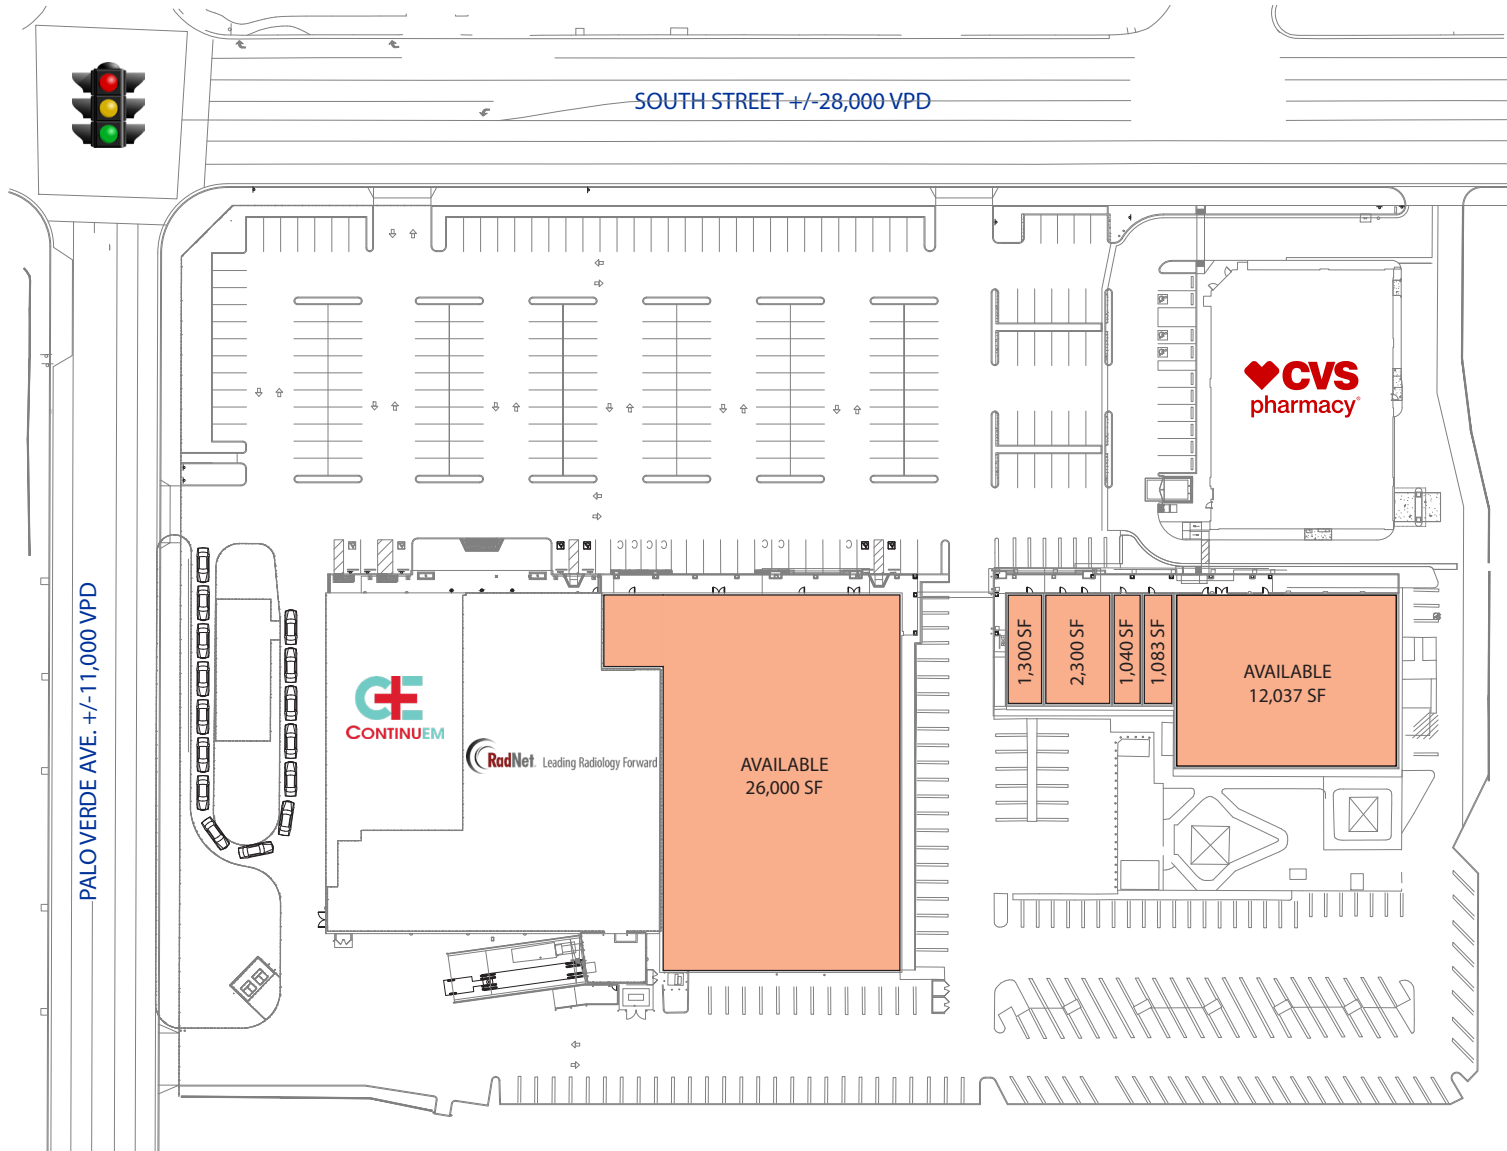 SOUTH STREET +/-28,000 VPD
CVS
pharmacy®
PALO VERDE AVE. +/-11,000 VPD
CONTINUEM
RadNet. Leading Radiology Forward
AVAILABLE
26,000 SF
1,300 SF
2,300 SF
1,040 SF
1,083 SF
AVAILABLE
12,037 SF